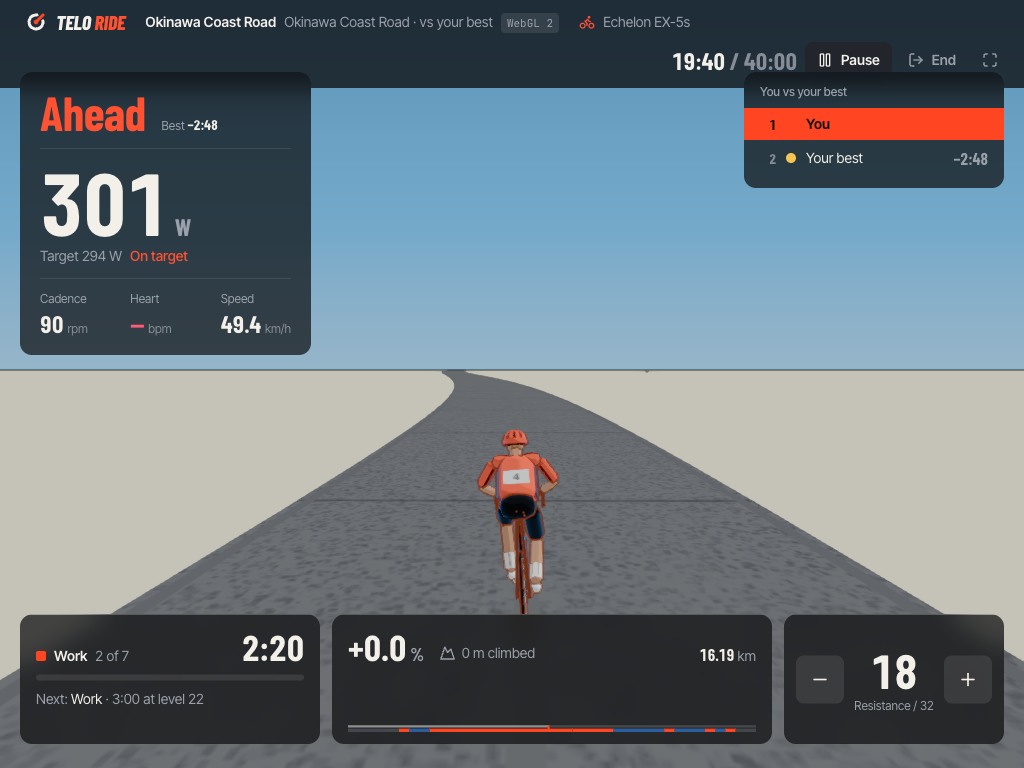 TELO RIDE Okinawa Coast Road Okinawa Coast Road · vs your best WebGL 2 Echelon EX-5s
19:40 / 40:00 Pause End
Ahead Best −2:48
301 W
Target 294 W On target
Cadence Heart Speed
90 rpm – bpm 49.4 km/h
You vs your best
1 You
2 Your best −2:48
4
Work 2 of 7 2:20
Next: Work · 3:00 at level 22
+0.0 % 0 m climbed 16.19 km
− 18 +
Resistance / 32